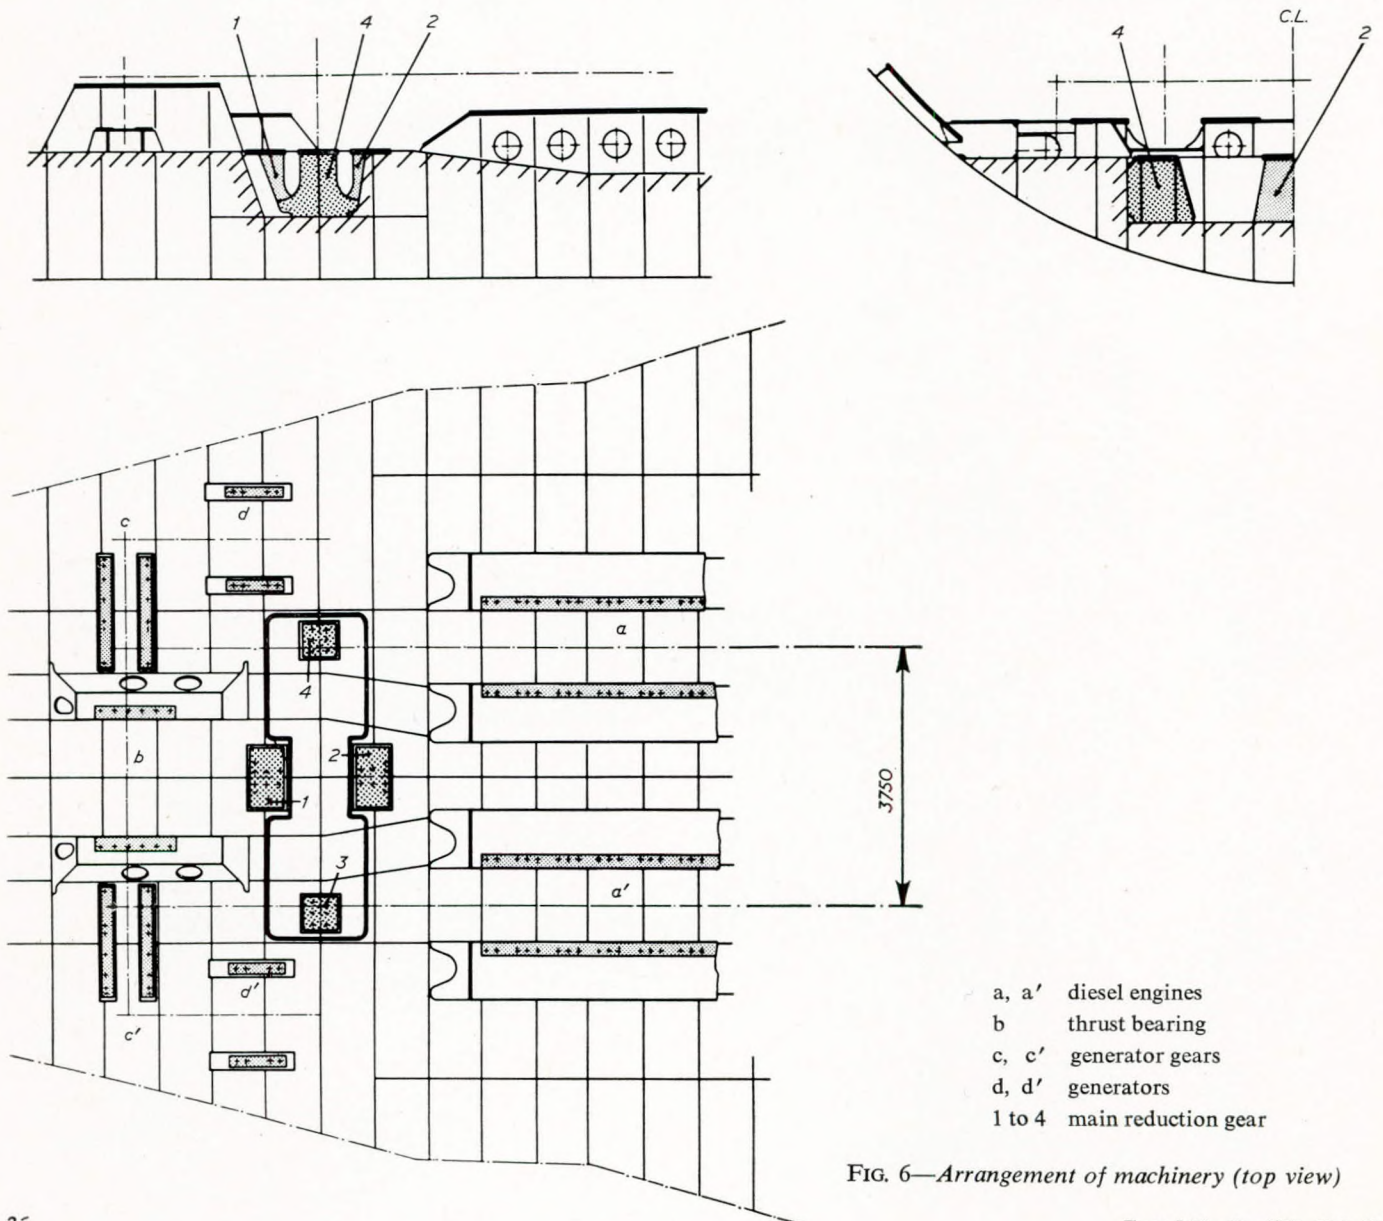 1 4 2
C.L.
4 2
d
c
a
4
2
b
1
3750
3
a′
d′
c′
a, a′ diesel engines
b thrust bearing
c, c′ generator gears
d, d′ generators
1 to 4 main reduction gear
FIG. 6—Arrangement of machinery (top view)